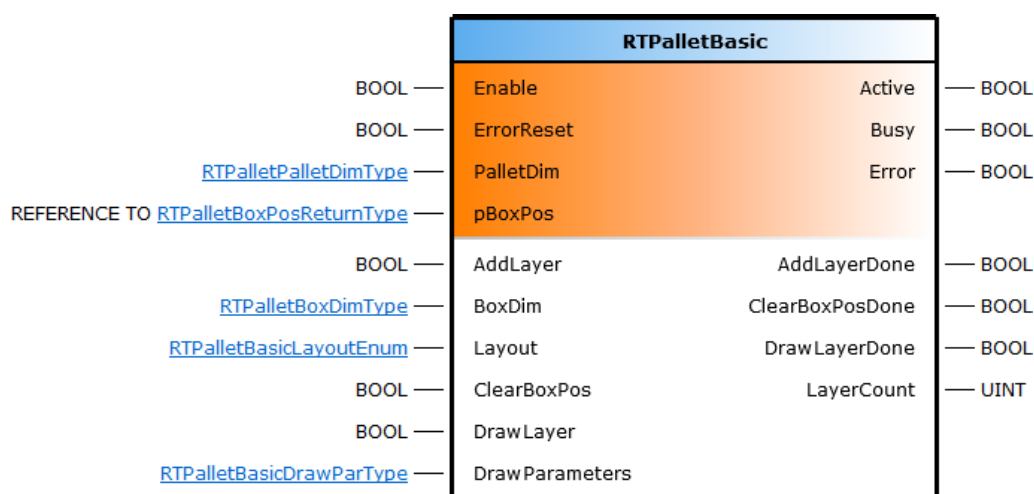 RTPalletBasic
BOOL Enable Active BOOL
BOOL ErrorReset Busy BOOL
RTPalletPalletDimType PalletDim Error BOOL
REFERENCE TO RTPalletBoxPosReturnType pBoxPos
BOOL AddLayer AddLayerDone BOOL
RTPalletBoxDimType BoxDim ClearBoxPosDone BOOL
RTPalletBasicLayoutEnum Layout DrawLayerDone BOOL
BOOL ClearBoxPos LayerCount UINT
BOOL DrawLayer
RTPalletBasicDrawParType DrawParameters